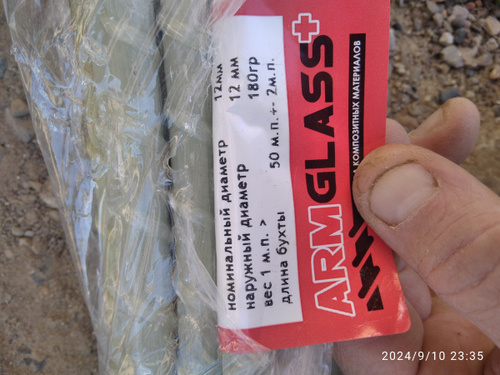 номинальный диаметр 12мм
наружный диаметр 12 мм
вес 1 м.п. > 180гр
длина бухты 50 м.п. +- 2м.п.
ARMGLASS+
КОМПОЗИТНЫХ МАТЕРИАЛОВ
2024/9/10 23:35